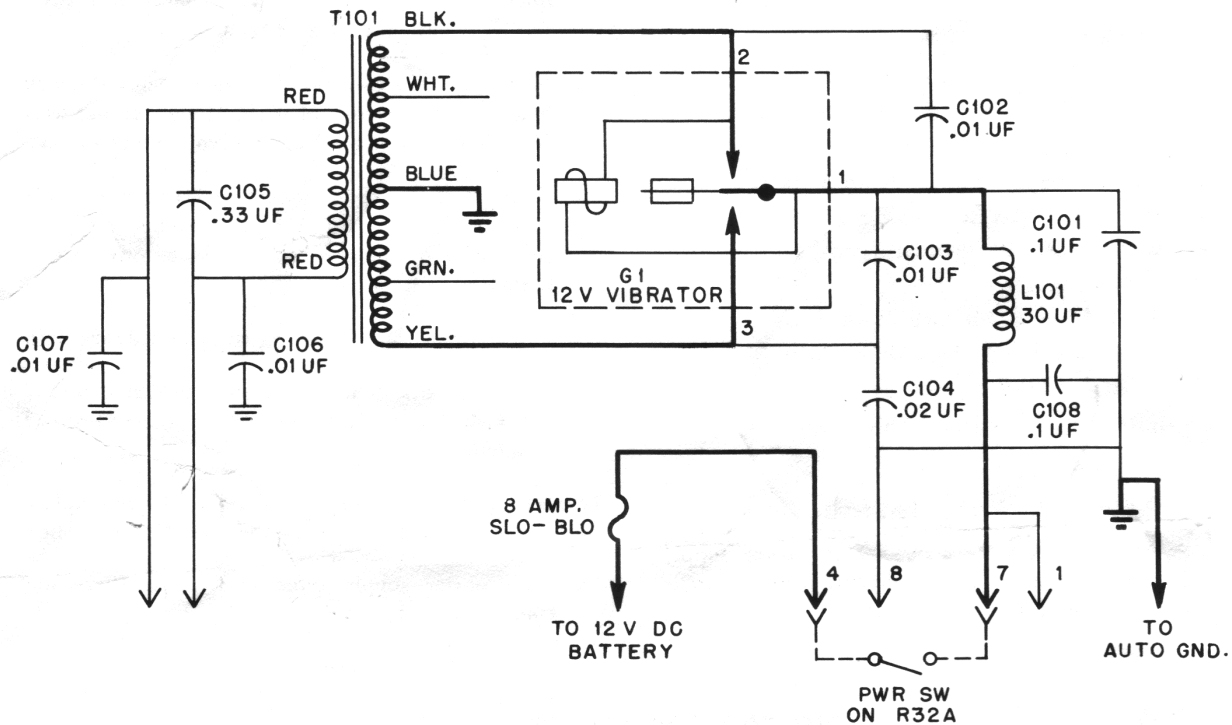 T101
BLK.
2
WHT.
RED
C102
.01 UF
BLUE
1
C105
.33 UF
C101
.1 UF
C103
.01 UF
RED
GRN.
G1
12 V VIBRATOR
L101
30 UF
3
YEL.
C107
.01 UF
C106
.01 UF
C104
.02 UF
C108
.1 UF
8 AMP.
SLO-BLO
4
8
7
1
TO 12 V DC
BATTERY
TO
AUTO GND.
PWR SW
ON R32A